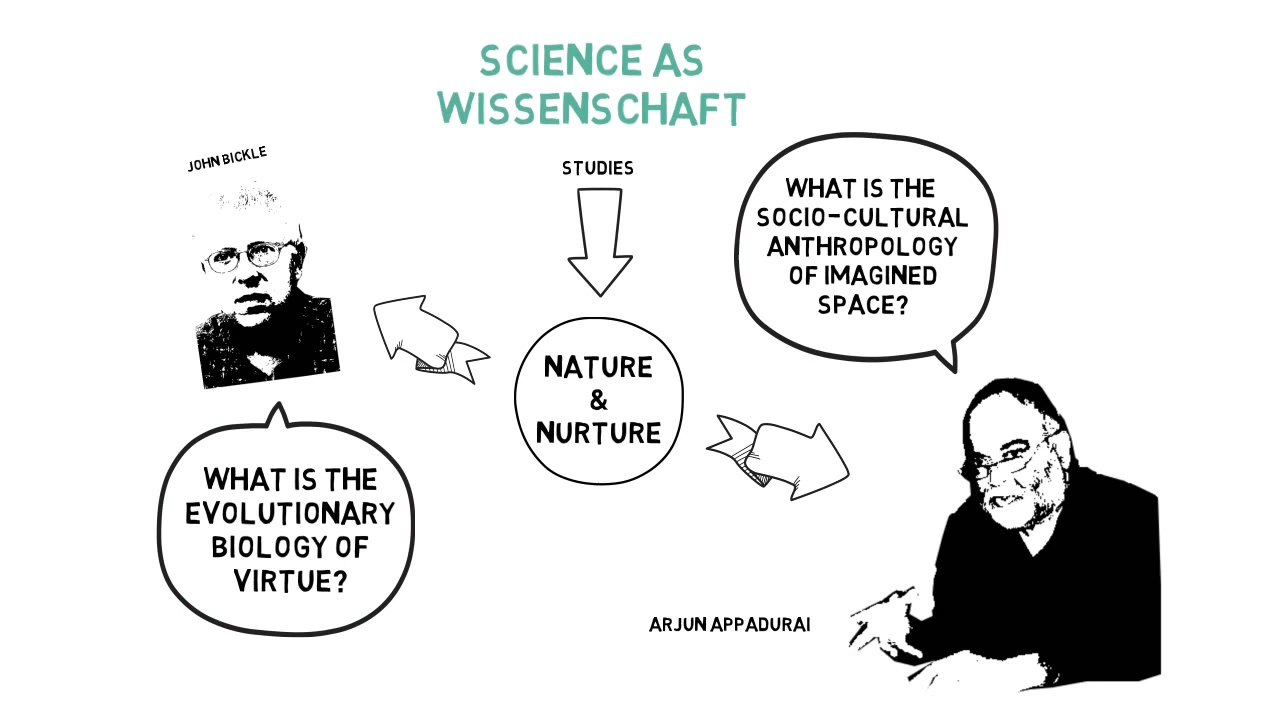 SCIENCE AS
WISSENSCHAFT
JOHN BICKLE
STUDIES
WHAT IS THE
SOCIO-CULTURAL
ANTHROPOLOGY
OF IMAGINED
SPACE?
NATURE
&
NURTURE
WHAT IS THE
EVOLUTIONARY
BIOLOGY OF
VIRTUE?
ARJUN APPADURAI